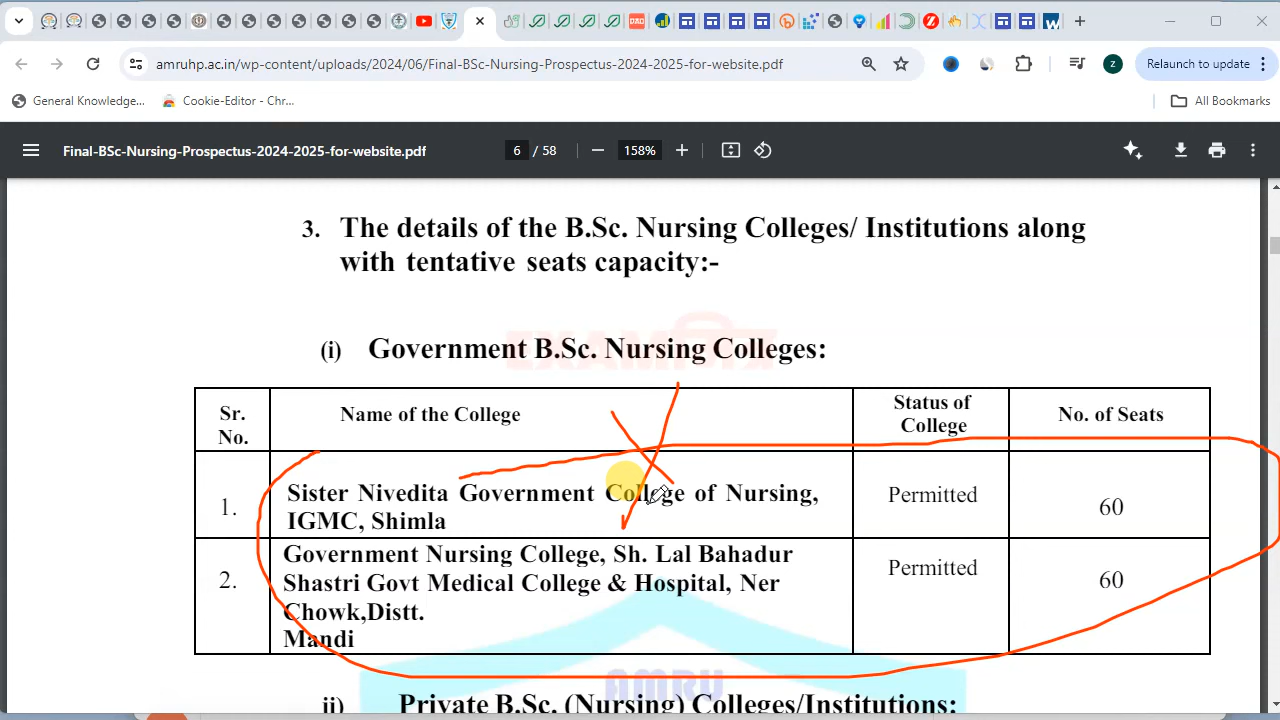 amruhp.ac.in/wp-content/uploads/2024/06/Final-BSc-Nursing-Prospectus-2024-2025-for-website.pdf
z
Relaunch to update
General Knowledge...
Cookie-Editor - Chr...
All Bookmarks
Final-BSc-Nursing-Prospectus-2024-2025-for-website.pdf
6 / 58
158%
3. The details of the B.Sc. Nursing Colleges/ Institutions along
with tentative seats capacity:-
(i) Government B.Sc. Nursing Colleges:
Sr. No.
Name of the College
Status of College
No. of Seats
1.
Sister Nivedita Government College of Nursing,
IGMC, Shimla
Permitted
60
2.
Government Nursing College, Sh. Lal Bahadur
Shastri Govt Medical College & Hospital, Ner
Chowk,Distt.
Mandi
Permitted
60
AMRU
ii) Private B.Sc. (Nursing) Colleges/Institutions: